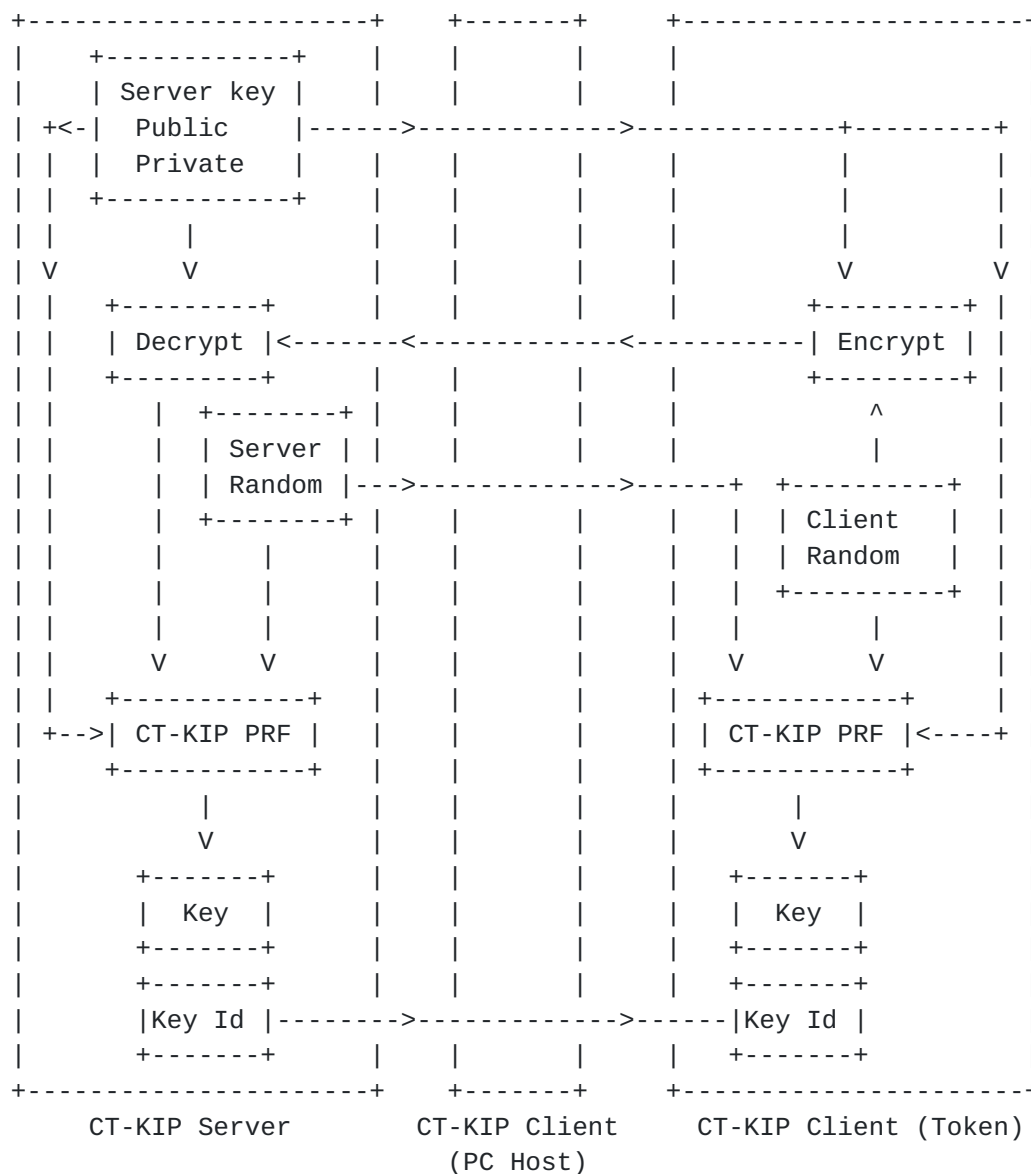 Server key
Public
Private
V V V V
Decrypt Encrypt
^
Server
Random
Client
Random
V V V V
CT-KIP PRF CT-KIP PRF
V V
Key Key
Key Id Key Id
CT-KIP Server CT-KIP Client CT-KIP Client (Token)
(PC Host)